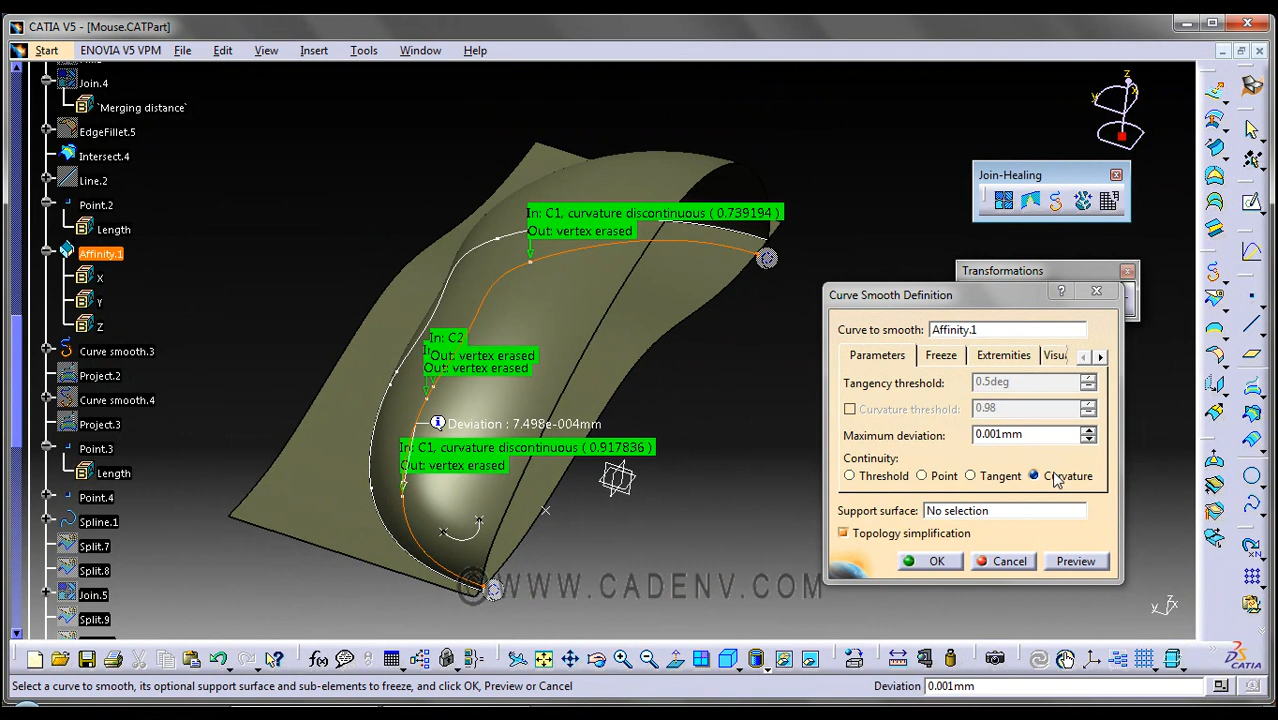 CATIA V5 - [Mouse.CATPart]
Start ENOVIA V5 VPM File Edit View Insert Tools Window Help
Join.4
`Merging distance`
EdgeFillet.5
Intersect.4
Line.2
Point.2
Length
Affinity.1
X
Y
Z
Curve smooth.3
Project.2
Curve smooth.4
Project.3
Point.3
Length
Point.4
Spline.1
Split.7
Split.8
Join.5
Split.9
In: C1, curvature discontinuous ( 0.739194 )
Out: vertex erased
In: C2
Out: vertex erased
Out: vertex erased
Deviation : 7.498e-004mm
In: C1, curvature discontinuous ( 0.917836 )
Out: vertex erased
©WWW.CADENV.COM
z
y x
Join-Healing
Transformations
Curve Smooth Definition
Curve to smooth: Affinity.1
Parameters Freeze Extremities
Tangency threshold: 0.5deg
Curvature threshold: 0.98
Maximum deviation: 0.001mm
Continuity:
Threshold Point Tangent Curvature
Support surface: No selection
Topology simplification
OK Cancel Preview
f(x)
CATIA
Select a curve to smooth, its optional support surface and sub-elements to freeze, and click OK, Preview or Cancel
Deviation 0.001mm